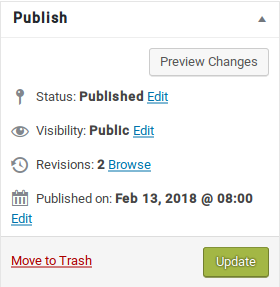 Publish
Preview Changes
Status: Published Edit
Visibility: Public Edit
Revisions: 2 Browse
Published on: Feb 13, 2018 @ 08:00
Edit
Move to Trash
Update